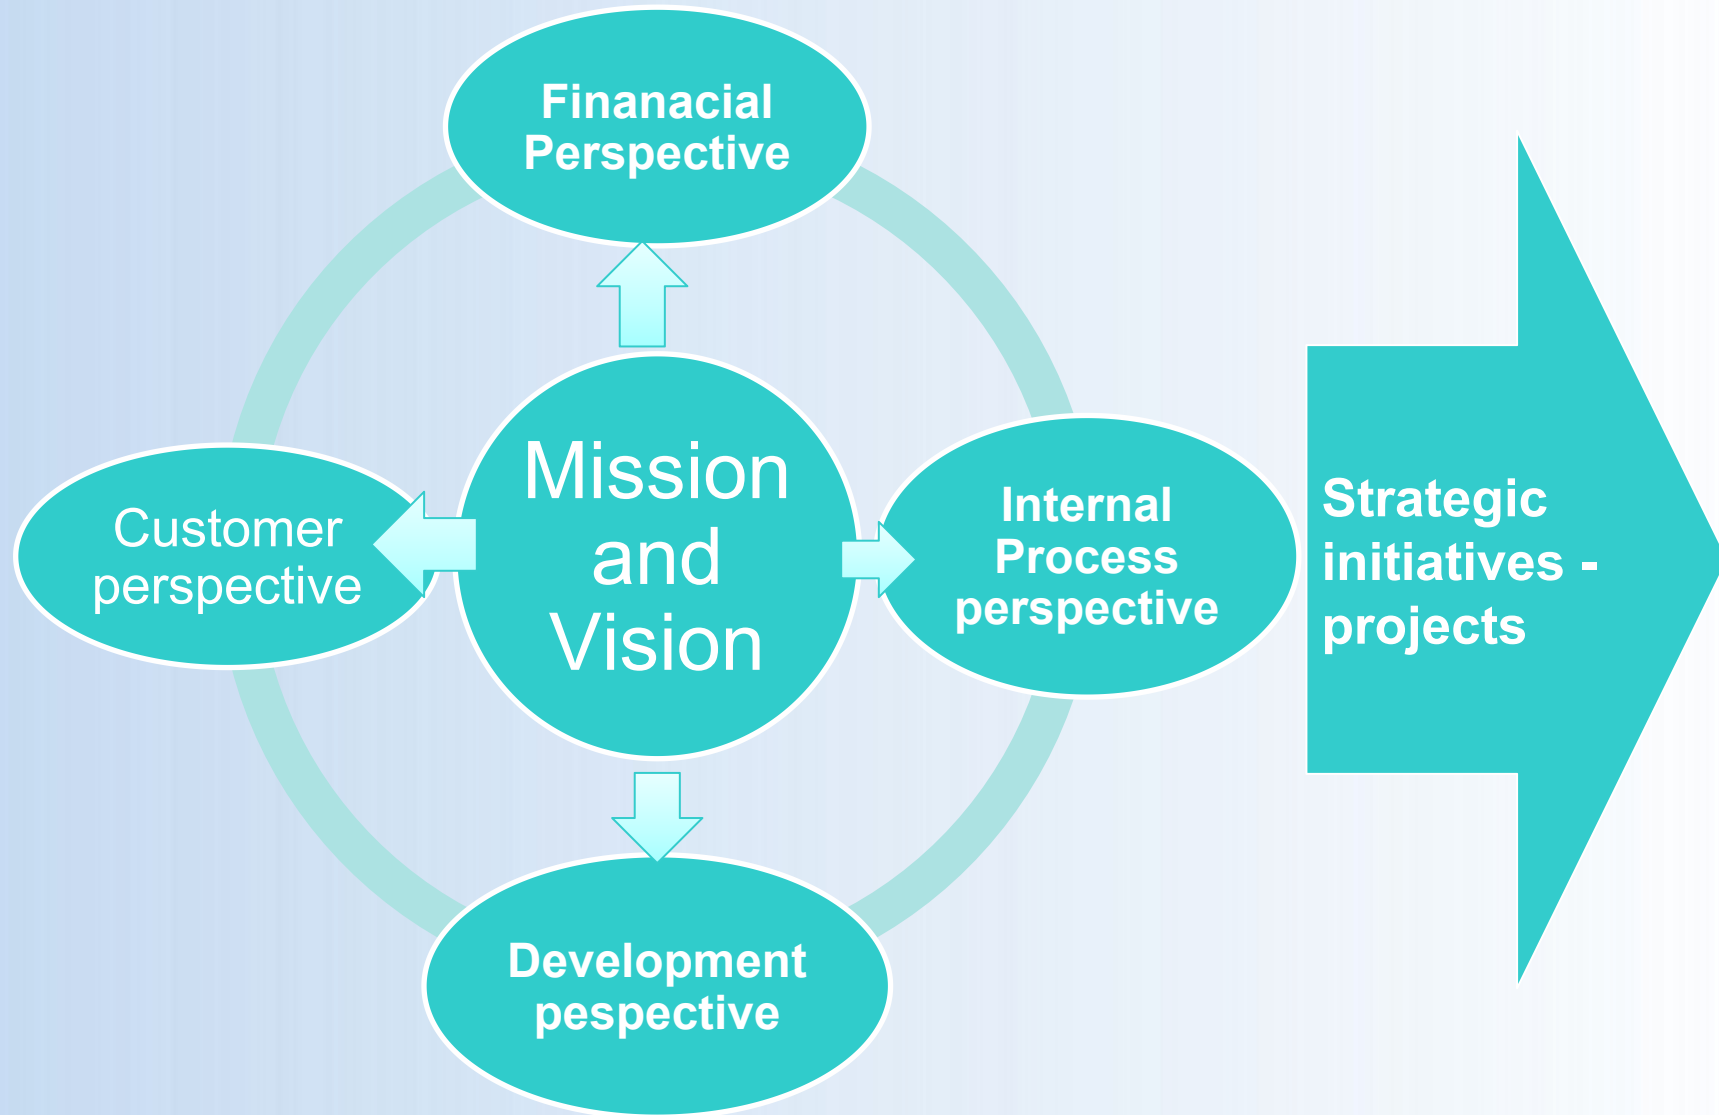 Finanacial
Perspective
Customer
perspective
Mission
and
Vision
Internal
Process
perspective
Strategic
initiatives -
projects
Development
pespective